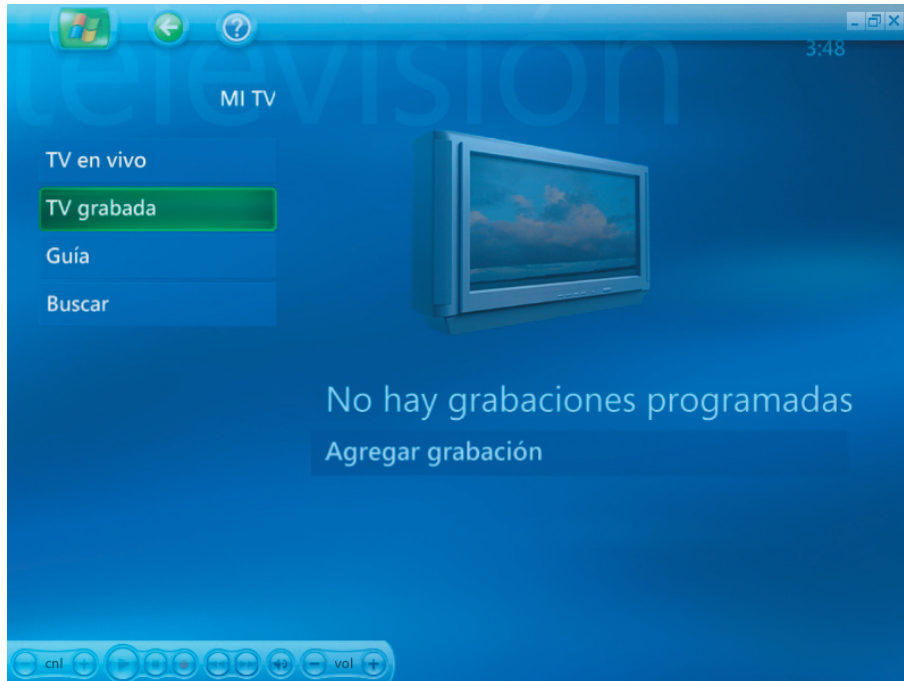 televisión
3:48
MI TV
TV en vivo
TV grabada
Guía
Buscar
No hay grabaciones programadas
Agregar grabación
cnl
vol